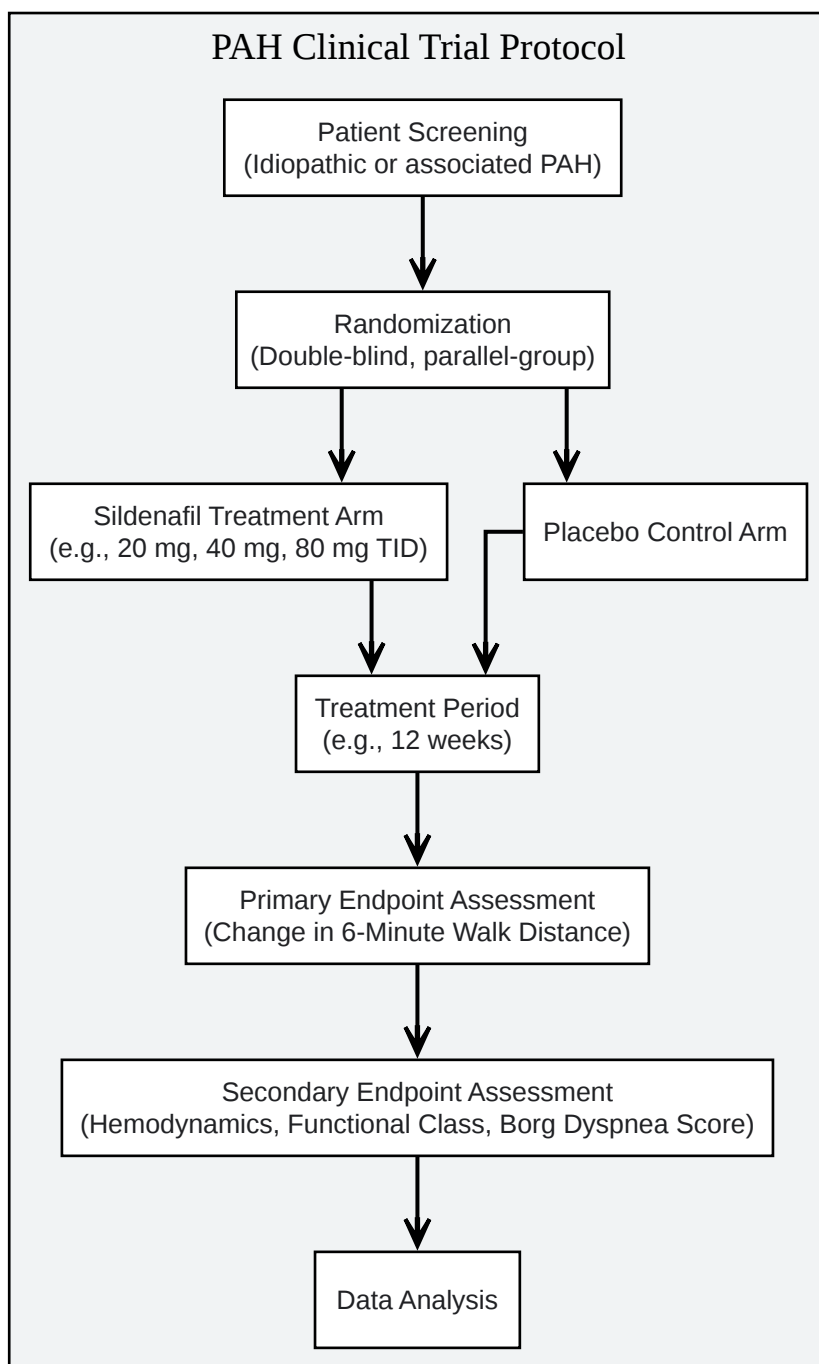 PAH Clinical Trial Protocol
Patient Screening
(Idiopathic or associated PAH)
Randomization
(Double-blind, parallel-group)
Sildenafil Treatment Arm
(e.g., 20 mg, 40 mg, 80 mg TID)
Placebo Control Arm
Treatment Period
(e.g., 12 weeks)
Primary Endpoint Assessment
(Change in 6-Minute Walk Distance)
Secondary Endpoint Assessment
(Hemodynamics, Functional Class, Borg Dyspnea Score)
Data Analysis